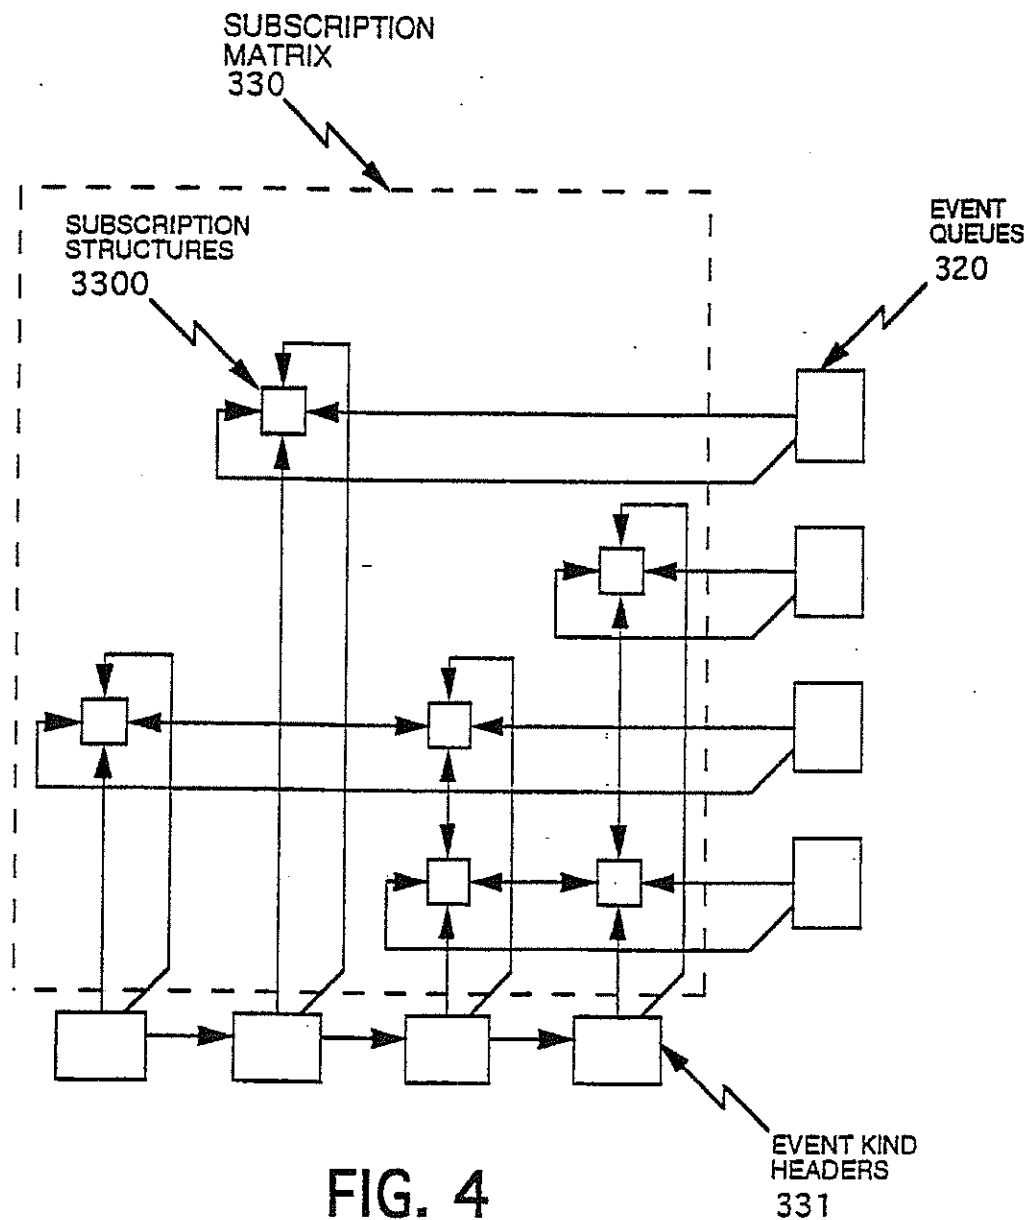 SUBSCRIPTION
MATRIX
330
SUBSCRIPTION
STRUCTURES
3300
EVENT
QUEUES
320
EVENT KIND
HEADERS
331
FIG. 4